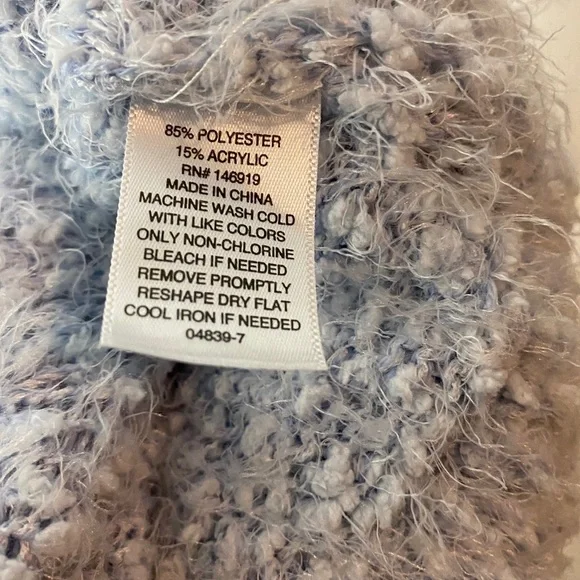 85% POLYESTER
15% ACRYLIC
RN# 146919
MADE IN CHINA
MACHINE WASH COLD
WITH LIKE COLORS
ONLY NON-CHLORINE
BLEACH IF NEEDED
REMOVE PROMPTLY
RESHAPE DRY FLAT
COOL IRON IF NEEDED
04839-7